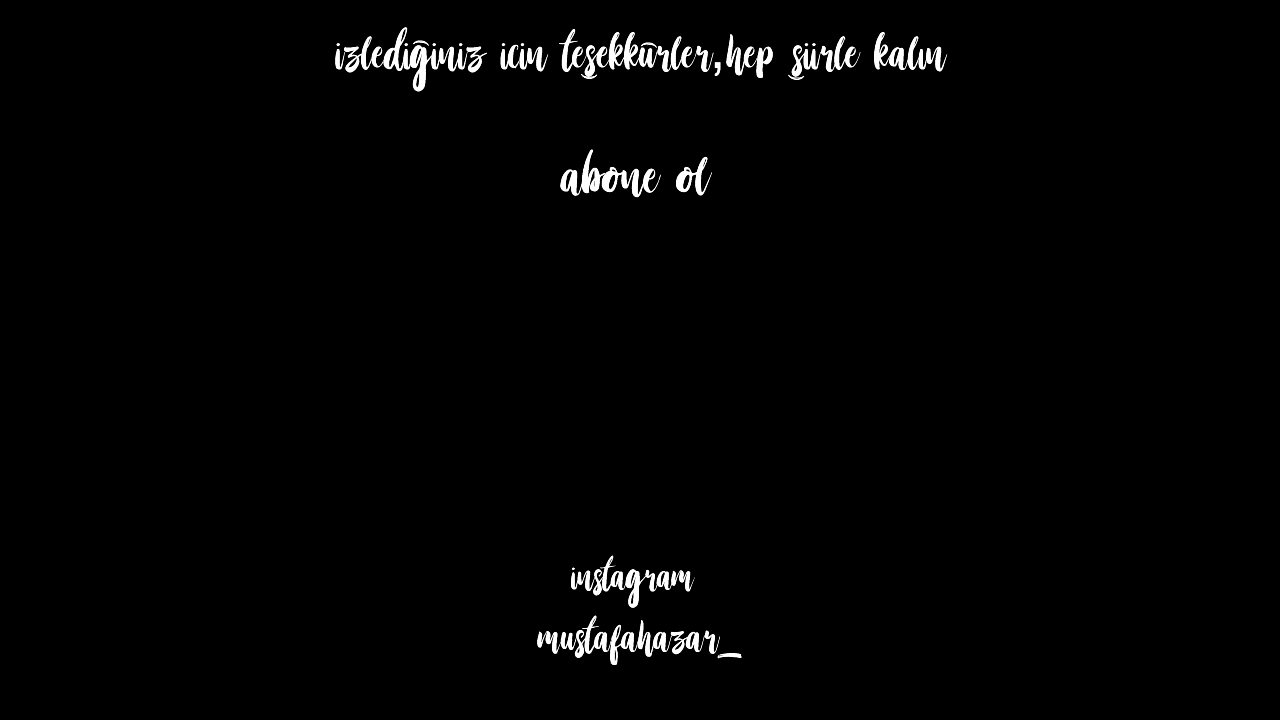 izlediğiniz icin teşekkürler,hep şiirle kalın
abone ol
instagram
mustafahazar_